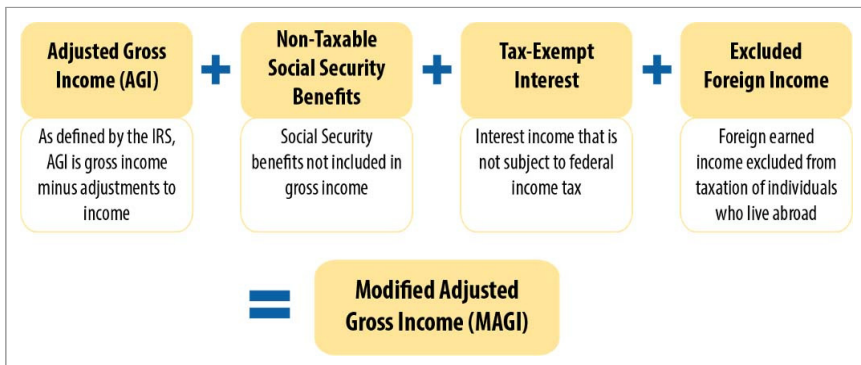 Adjusted Gross
Income (AGI)
+
Non-Taxable
Social Security
Benefits
+
Tax-Exempt
Interest
+
Excluded
Foreign Income
As defined by the IRS,
AGI is gross income
minus adjustments to
income
Social Security
benefits not included in
gross income
Interest income that is
not subject to federal
income tax
Foreign earned
income excluded from
taxation of individuals
who live abroad
=
Modified Adjusted
Gross Income (MAGI)